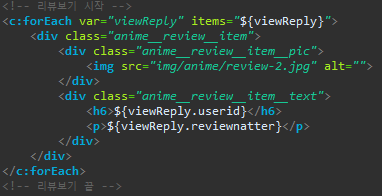 <!-- 리뷰보기 시작 -->
<c:forEach var="viewReply" items="${viewReply}">
<div class="anime__review__item">
<div class="anime__review__item__pic">
<img src="img/anime/review-2.jpg" alt="">
</div>
<div class="anime__review__item__text">
<h6>${viewReply.userid}</h6>
<p>${viewReply.reviewnatter}</p>
</div>
</div>
</c:forEach>
<!-- 리뷰보기 끝 -->